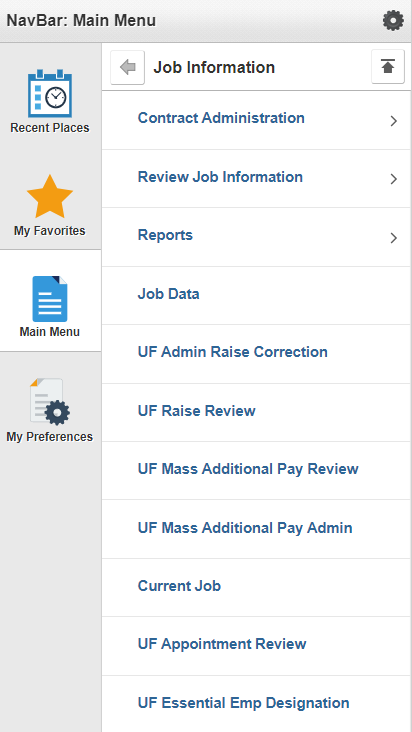 NavBar: Main Menu
Recent Places
My Favorites
Main Menu
My Preferences
Job Information
Contract Administration
Review Job Information
Reports
Job Data
UF Admin Raise Correction
UF Raise Review
UF Mass Additional Pay Review
UF Mass Additional Pay Admin
Current Job
UF Appointment Review
UF Essential Emp Designation